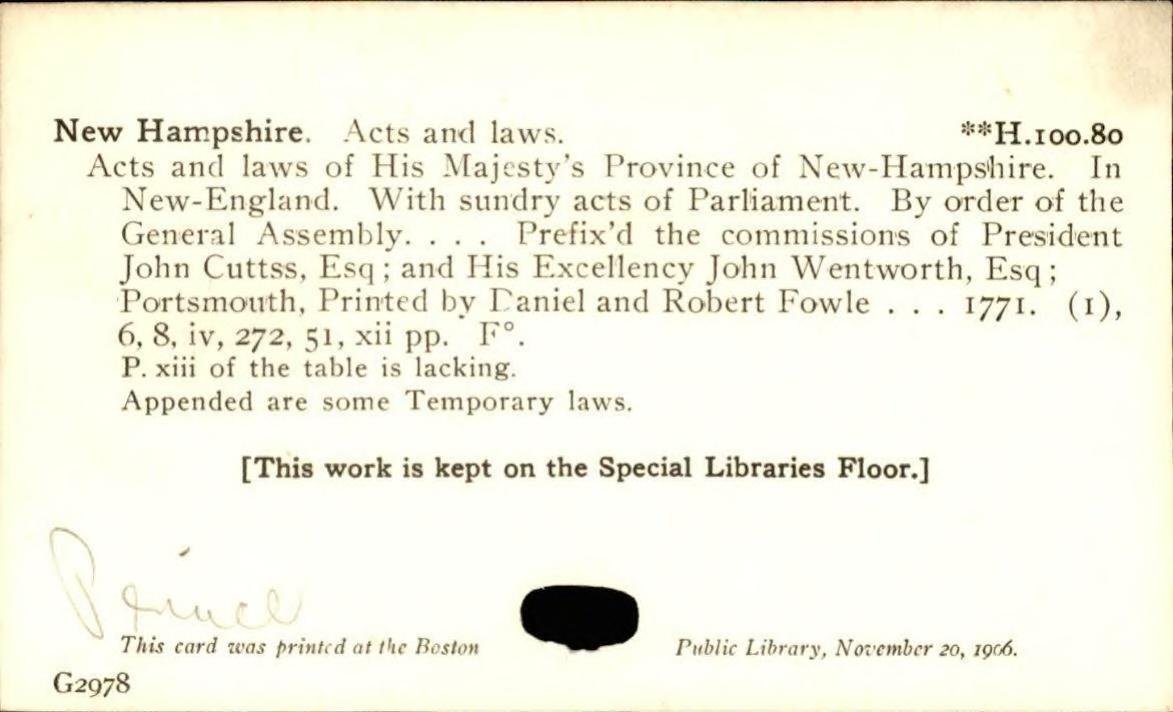 New Hampshire. Acts and laws. **H.100.80
Acts and laws of His Majesty's Province of New-Hampshire. In
New-England. With sundry acts of Parliament. By order of the
General Assembly. . . . Prefix'd the commissions of President
John Cuttss, Esq ; and His Excellency John Wentworth, Esq ;
Portsmouth, Printed by Daniel and Robert Fowle . . . 1771. (1),
6, 8, iv, 272, 51, xii pp. F°.
P. xiii of the table is lacking.
Appended are some Temporary laws.
[This work is kept on the Special Libraries Floor.]
Prince
This card was printed at the Boston Public Library, November 20, 1906.
G2978